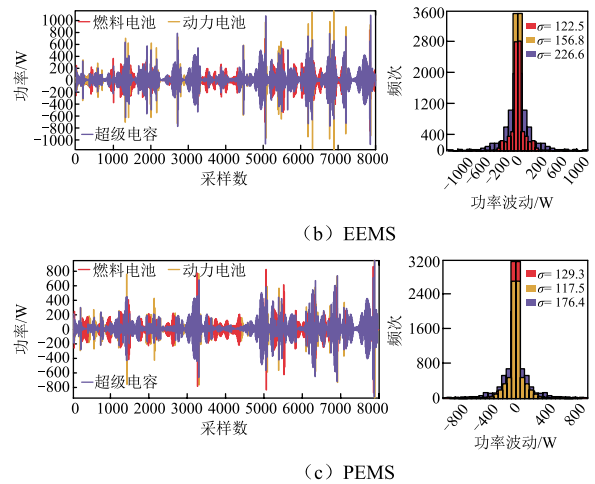 1000
800
600
400
200
0
−200
−400
−600
−800
−1000
功率/W
燃料电池 动力电池
超级电容
0 1000 2000 3000 4000 5000 6000 7000 8000
采样数
3600
2800
2000
1200
400
频次
σ= 122.5
σ= 156.8
σ= 226.6
−1000 −600 −200 0 200 600 1000
功率波动/W
（b）EEMS
800
600
400
200
0
−200
−400
−600
−800
功率/W
燃料电池 动力电池
超级电容
0 1000 2000 3000 4000 5000 6000 7000 8000
采样数
3200
2400
1600
800
0
频次
σ= 129.3
σ= 117.5
σ= 176.4
−800 −400 0 400 800
功率波动/W
（c）PEMS